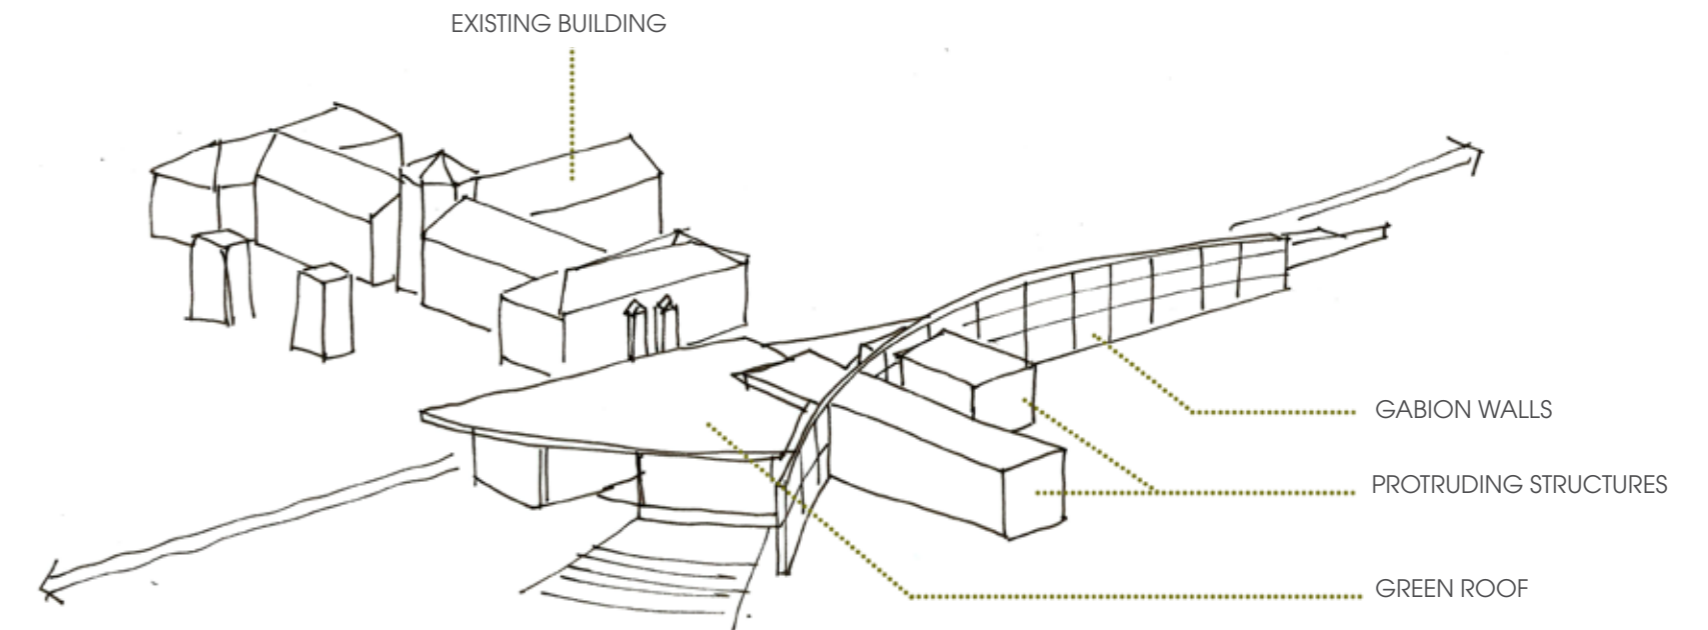 EXISTING BUILDING
GABION WALLS
PROTRUDING STRUCTURES
GREEN ROOF